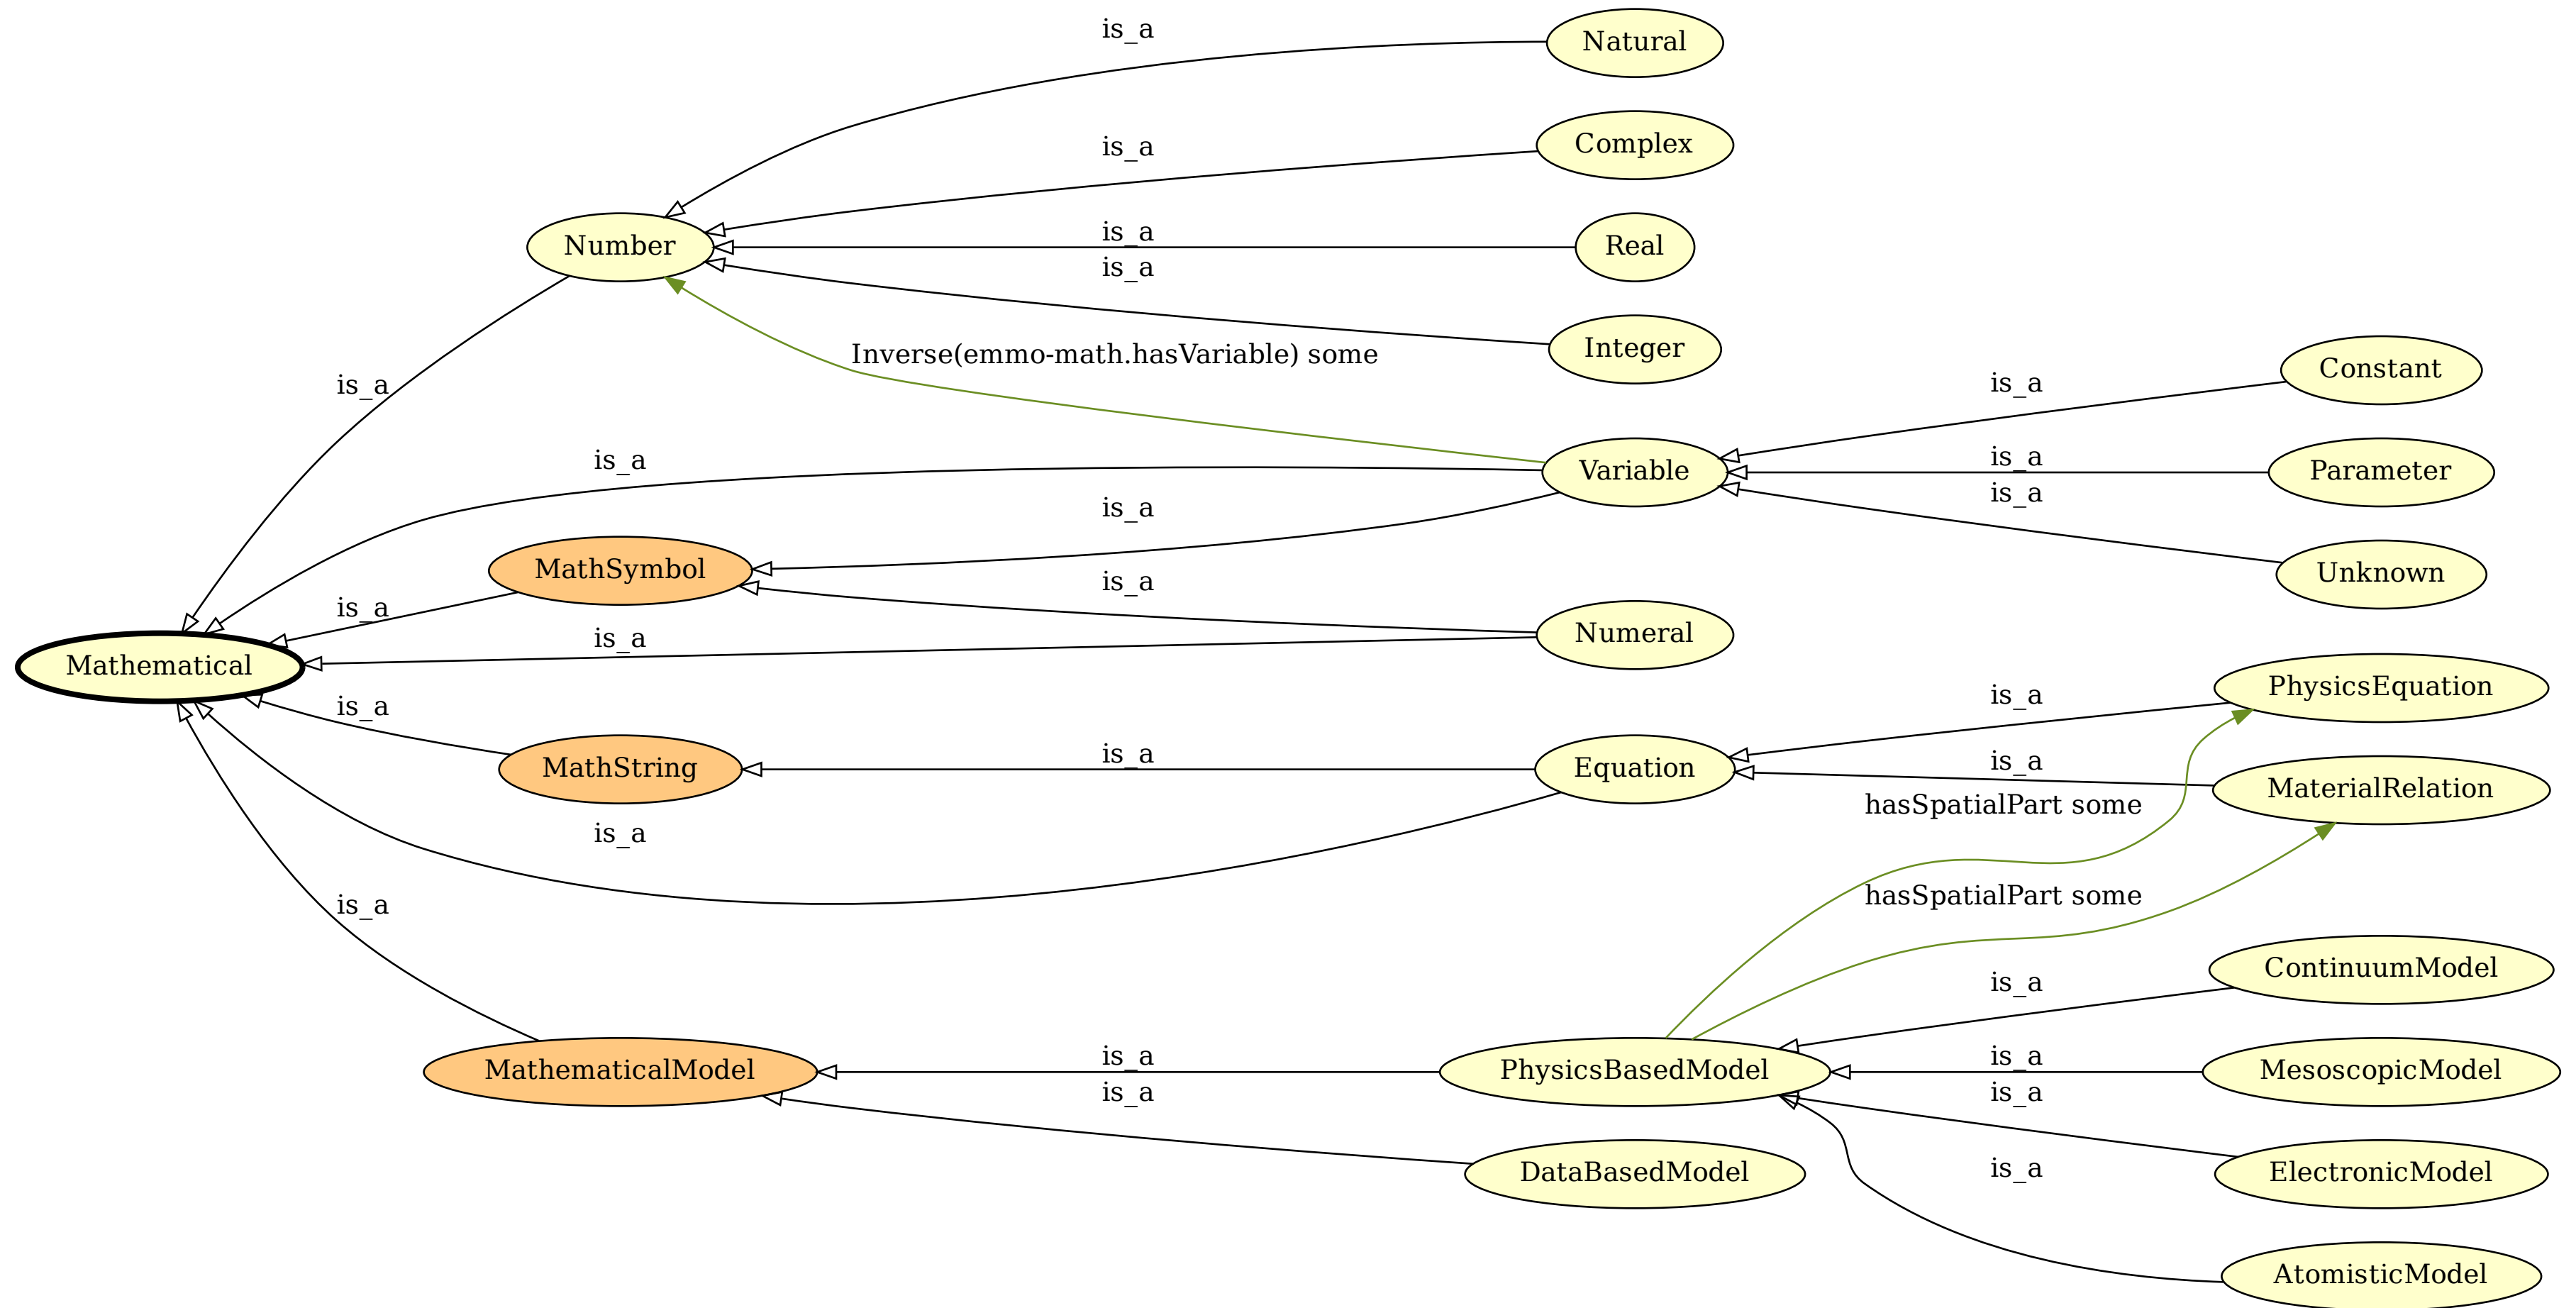 is_a
Natural
is_a
Complex
Number
is_a
Real
is_a
Integer
Inverse(emmo-math.hasVariable) some
is_a
is_a
Constant
is_a
Variable
is_a
Parameter
is_a
is_a
MathSymbol
is_a
Unknown
is_a
is_a
Numeral
Mathematical
is_a
is_a
PhysicsEquation
MathString
is_a
Equation
is_a
MaterialRelation
hasSpatialPart some
is_a
is_a
hasSpatialPart some
is_a
ContinuumModel
MathematicalModel
is_a
PhysicsBasedModel
is_a
MesoscopicModel
is_a
is_a
DataBasedModel
is_a
ElectronicModel
AtomisticModel